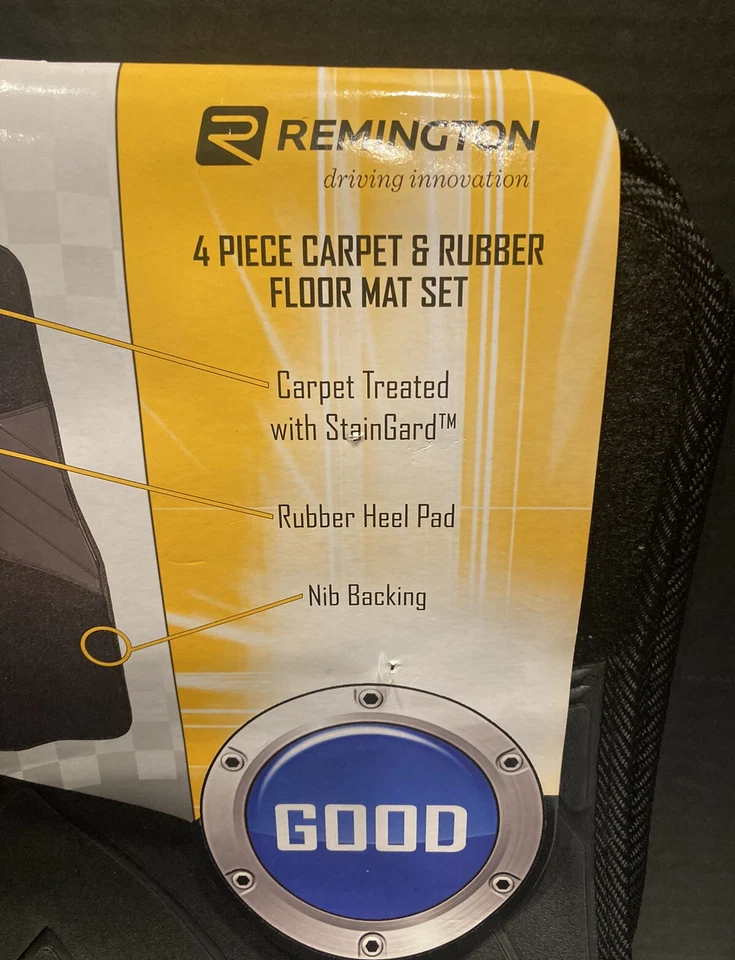 REMINGTON
driving innovation
4 PIECE CARPET & RUBBER
FLOOR MAT SET
Carpet Treated
with StainGard™
Rubber Heel Pad
Nib Backing
GOOD